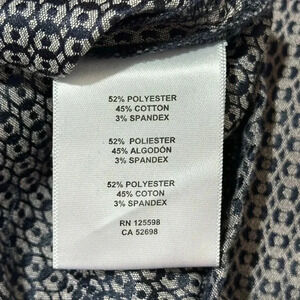 52% POLYESTER
45% COTTON
3% SPANDEX
52% POLIESTER
45% ALGODÓN
3% SPANDEX
52% POLYESTER
45% COTON
3% SPANDEX
RN 125598
CA 52698